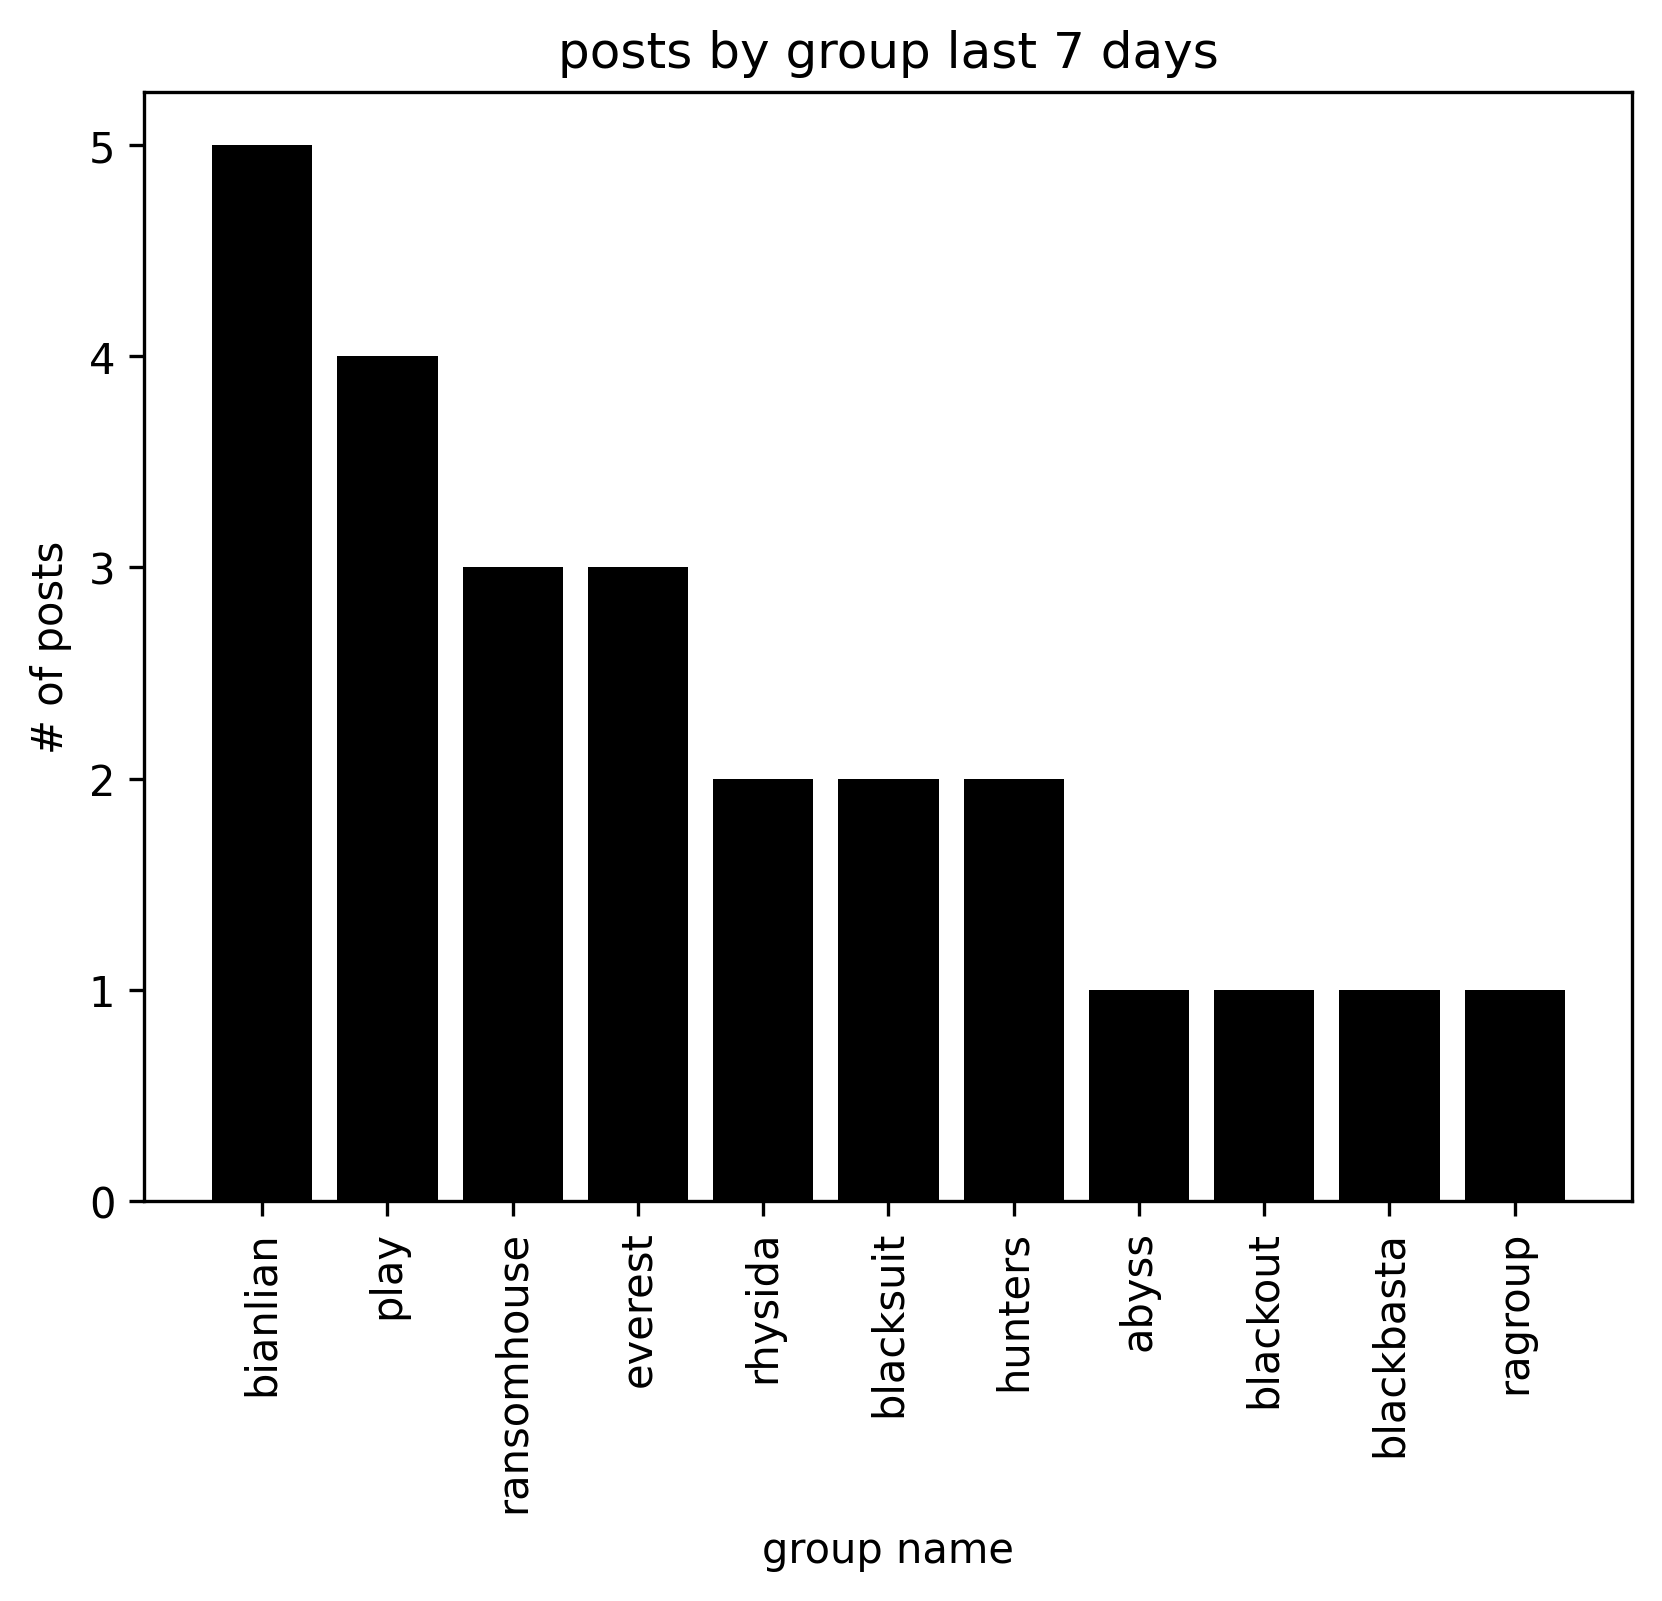 posts by group last 7 days
# of posts
5
4
3
2
1
0
bianlian
play
ransomhouse
everest
rhysida
blacksuit
hunters
abyss
blackout
blackbasta
ragroup
group name